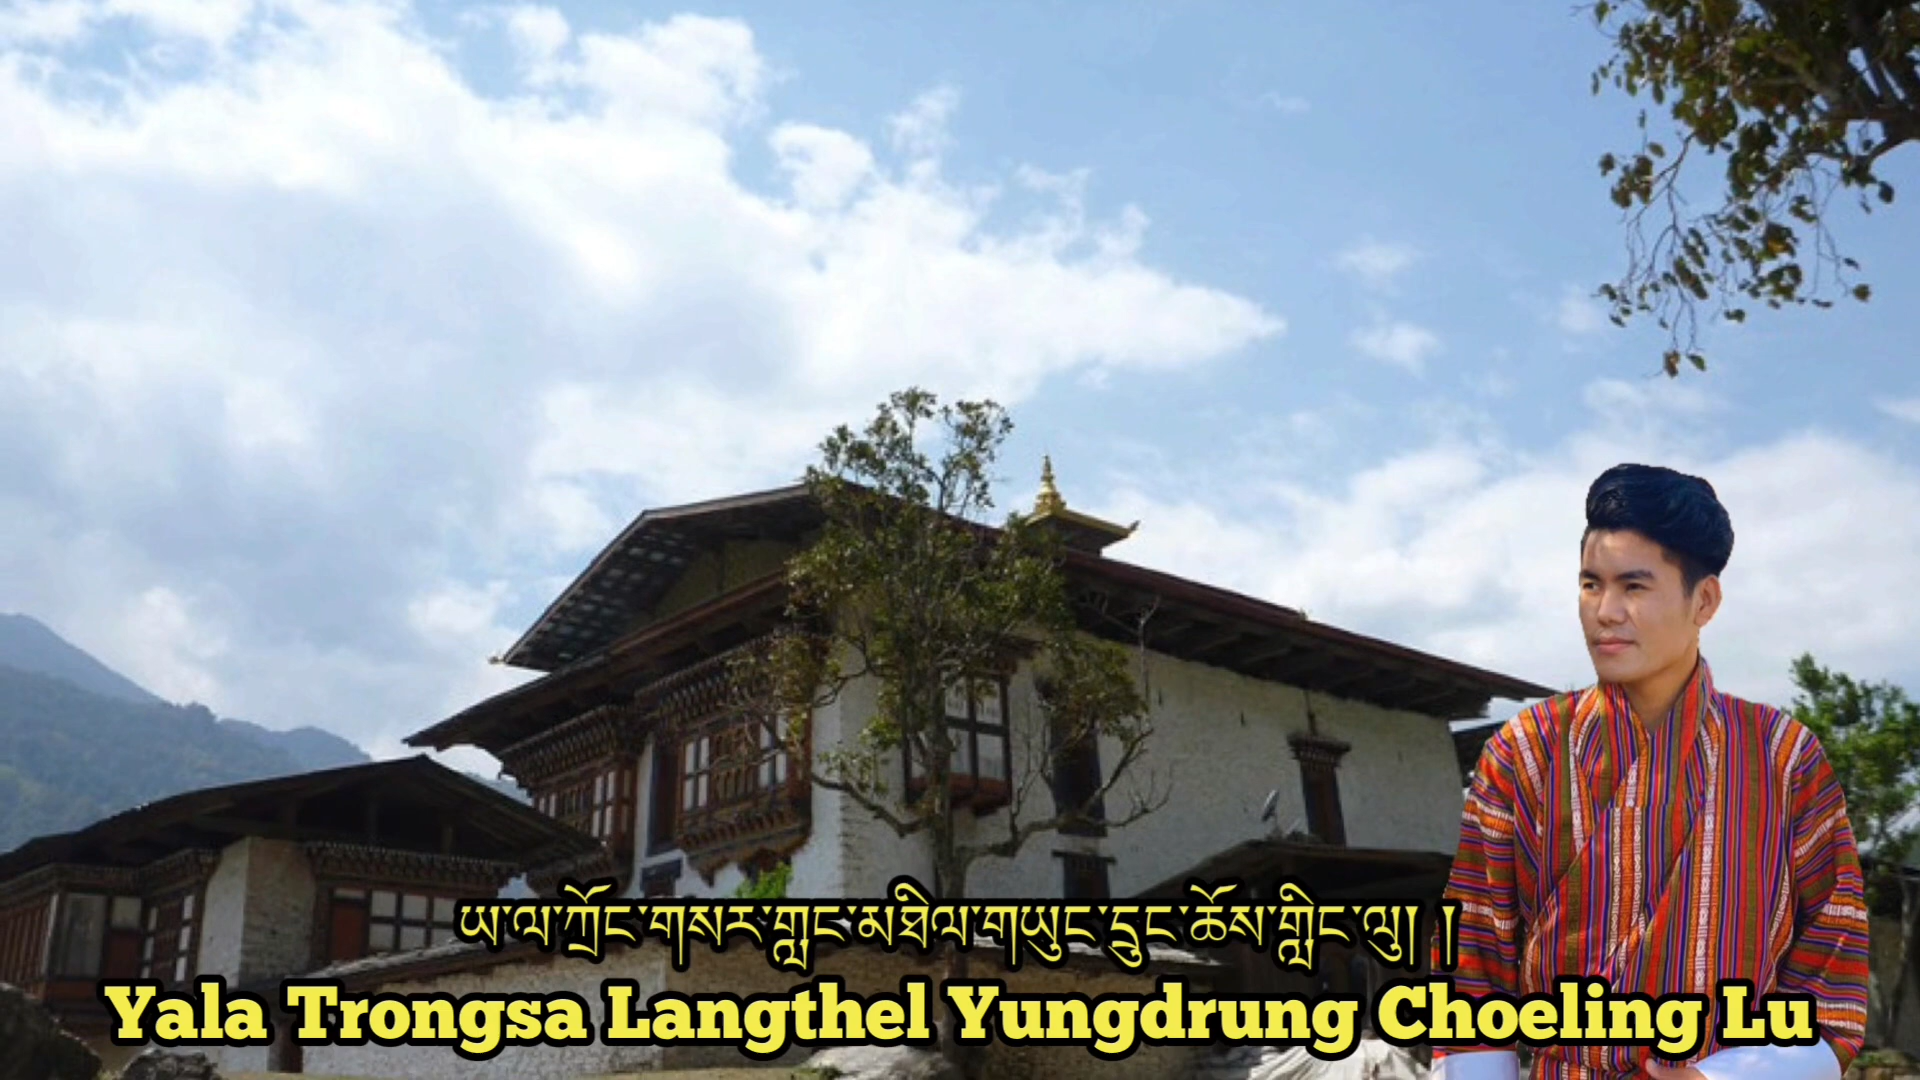 ཡ་ལ་ཀྲོང་གསར་གླང་མཐིལ་གཡུང་དྲུང་ཆོས་གླིང་ལུ། །
Yala Trongsa Langthel Yungdrung Choeling Lu